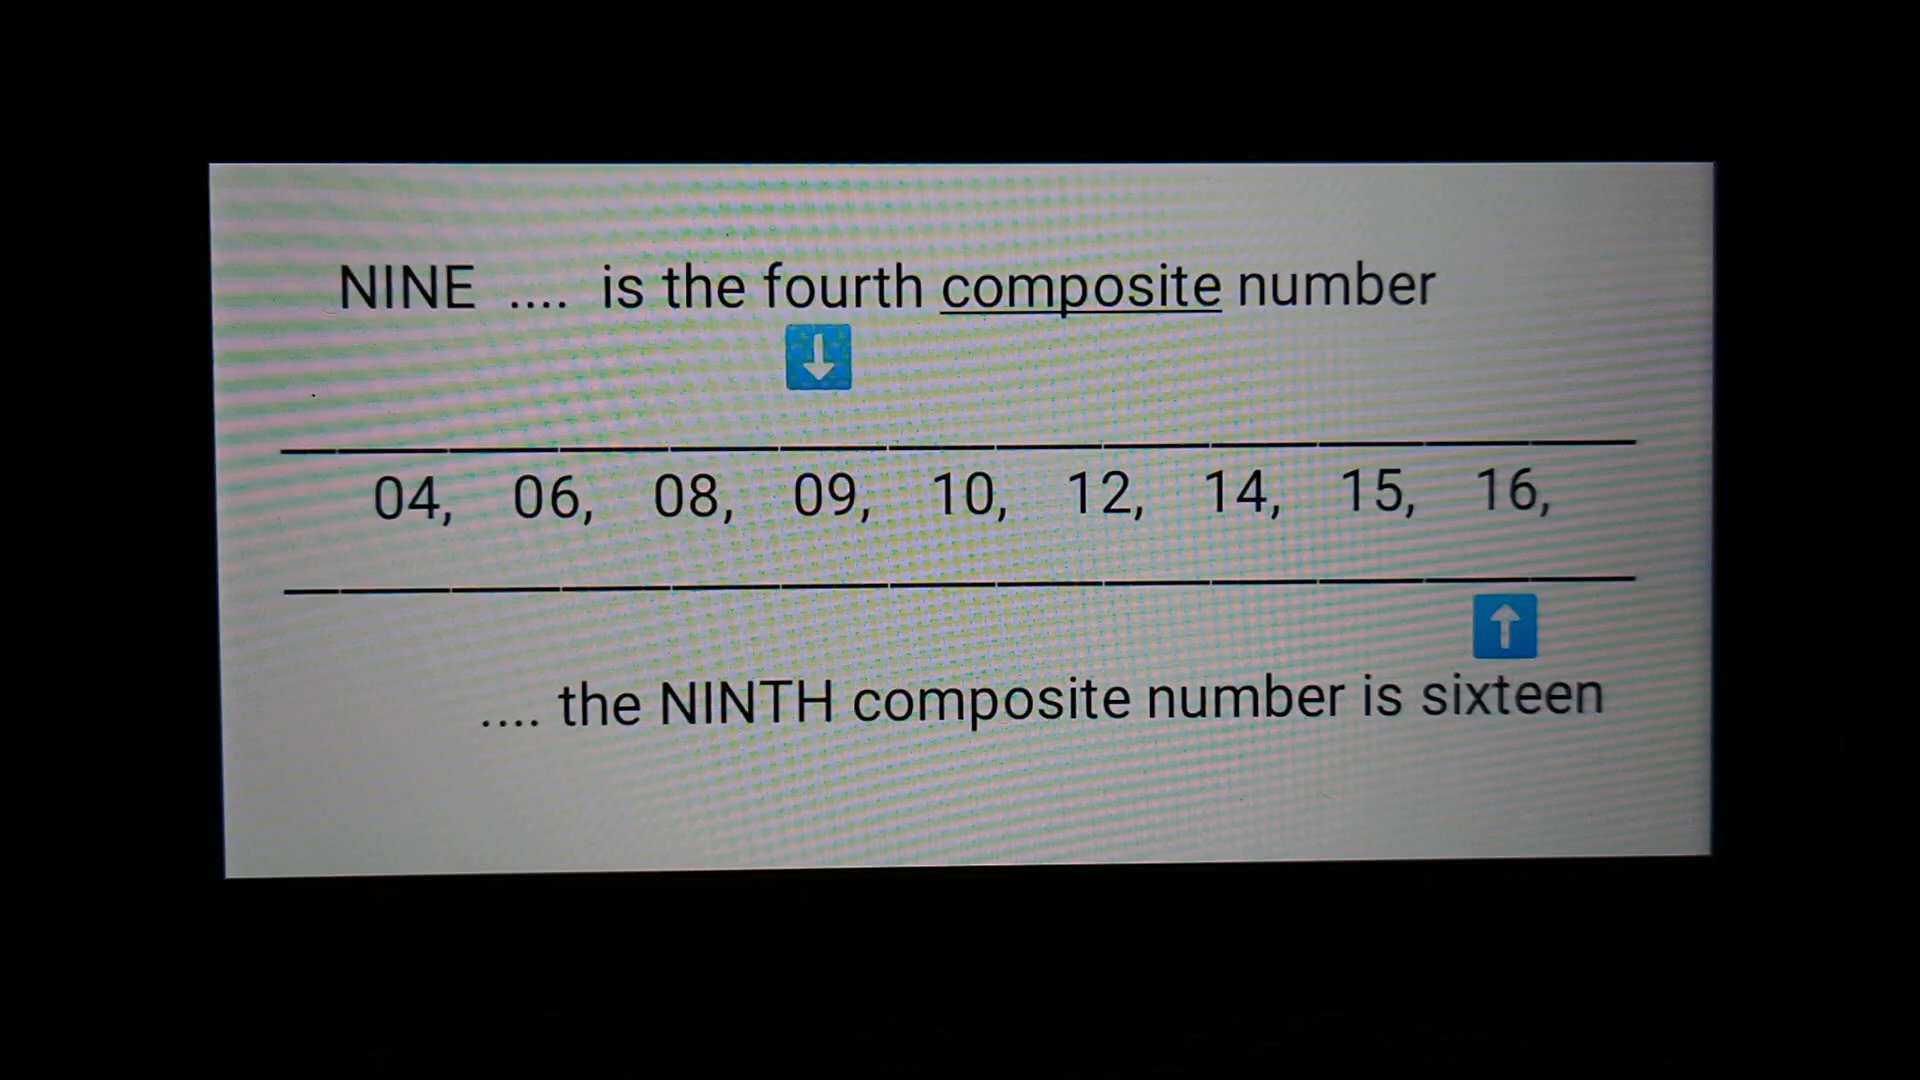 NINE .... is the fourth composite number
04, 06, 08, 09, 10, 12, 14, 15, 16,
.... the NINTH composite number is sixteen